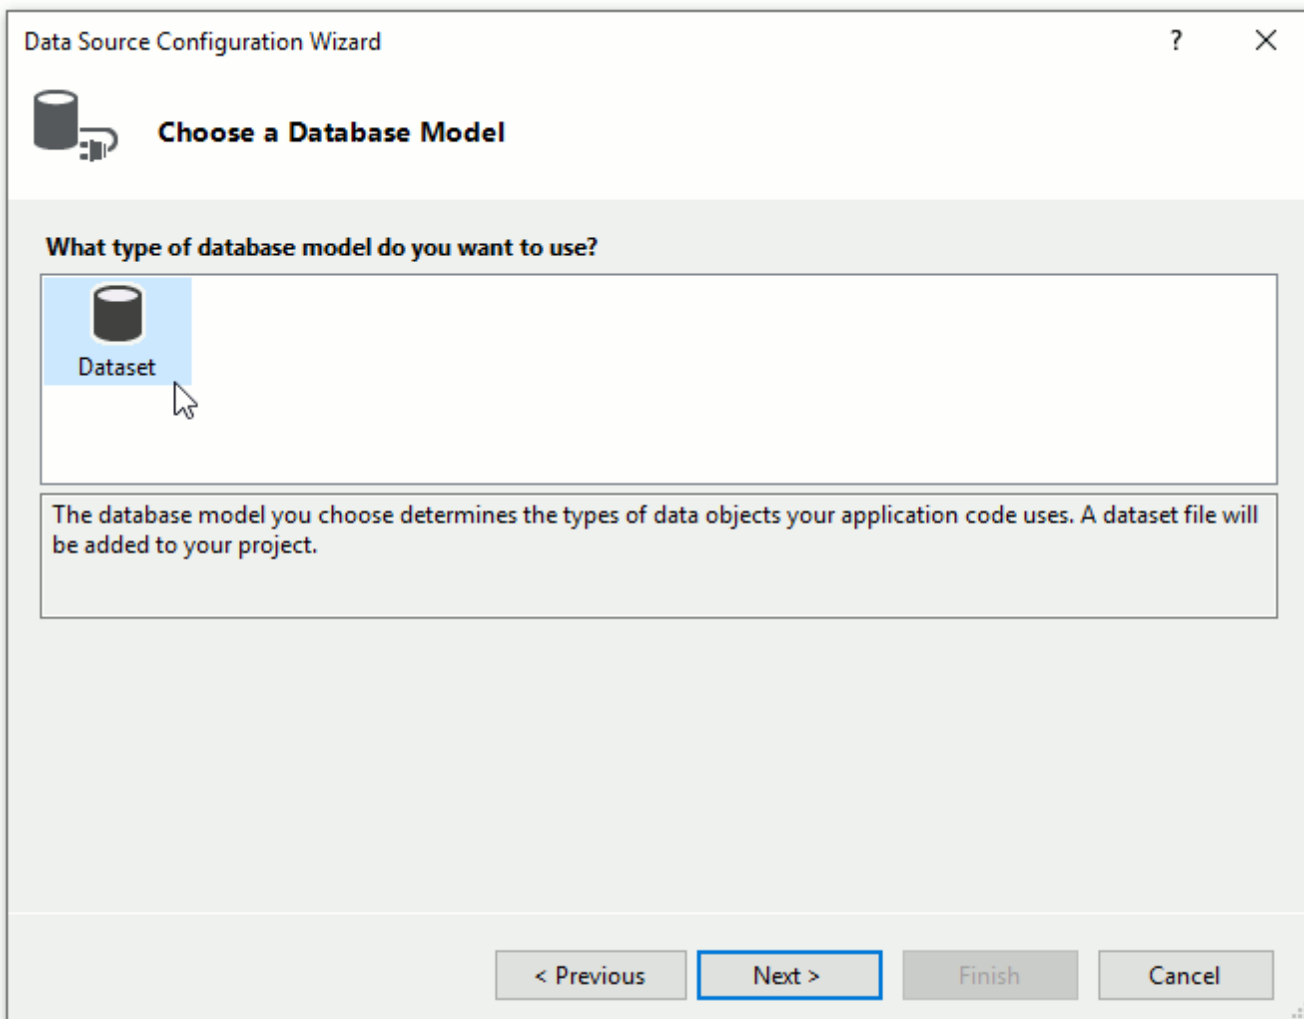 Data Source Configuration Wizard
?
Choose a Database Model
What type of database model do you want to use?
Dataset
The database model you choose determines the types of data objects your application code uses. A dataset file will
be added to your project.
< Previous
Next >
Finish
Cancel